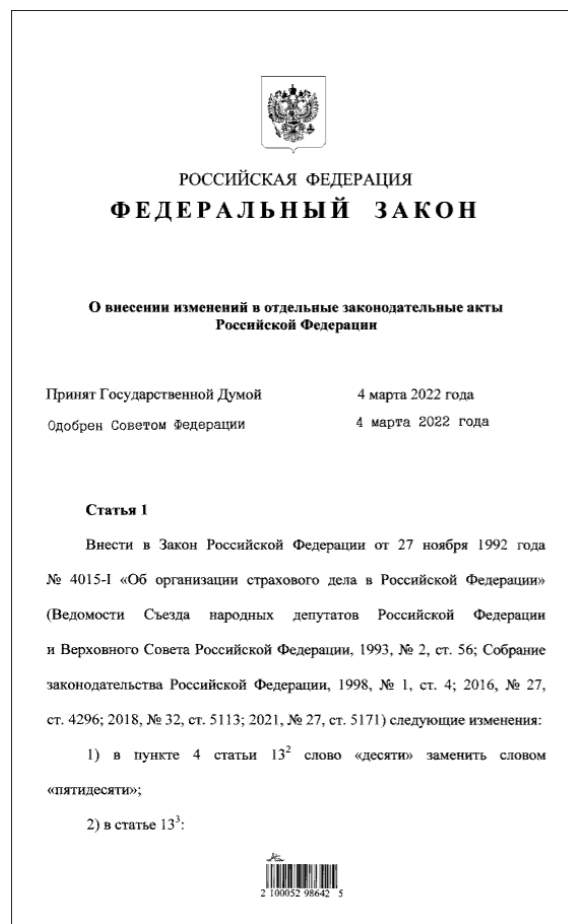 РОССИЙСКАЯ ФЕДЕРАЦИЯ
ФЕДЕРАЛЬНЫЙ ЗАКОН
О внесении изменений в отдельные законодательные акты
Российской Федерации
Принят Государственной Думой 4 марта 2022 года
Одобрен Советом Федерации 4 марта 2022 года
Статья 1
Внести в Закон Российской Федерации от 27 ноября 1992 года
№ 4015-I «Об организации страхового дела в Российской Федерации»
(Ведомости Съезда народных депутатов Российской Федерации
и Верховного Совета Российской Федерации, 1993, № 2, ст. 56; Собрание
законодательства Российской Федерации, 1998, № 1, ст. 4; 2016, № 27,
ст. 4296; 2018, № 32, ст. 5113; 2021, № 27, ст. 5171) следующие изменения:
1) в пункте 4 статьи 13² слово «десяти» заменить словом
«пятидесяти»;
2) в статье 13³:
2 100052 98642 5